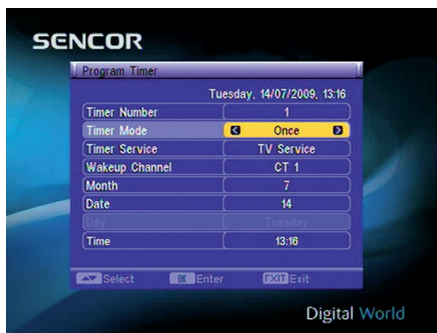 SENCOR
Program Timer
Tuesday, 14/07/2009, 13:16
Timer Number 1
Timer Mode Once
Timer Service TV Service
Wakeup Channel CT 1
Month 7
Date 14
Day Tuesday
Time 13:16
Select OK Enter EXIT Exit
Digital World